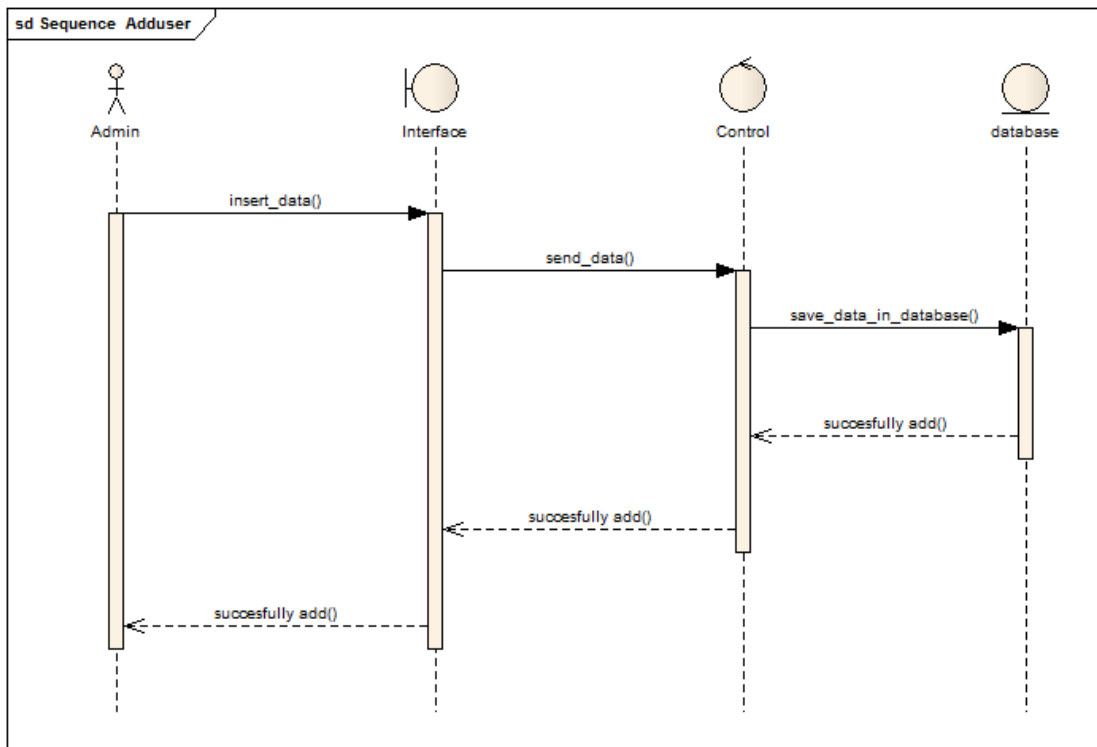 sd Sequence Adduser
Admin
Interface
Control
database
insert_data()
send_data()
save_data_in_database()
succesfully add()
succesfully add()
succesfully add()